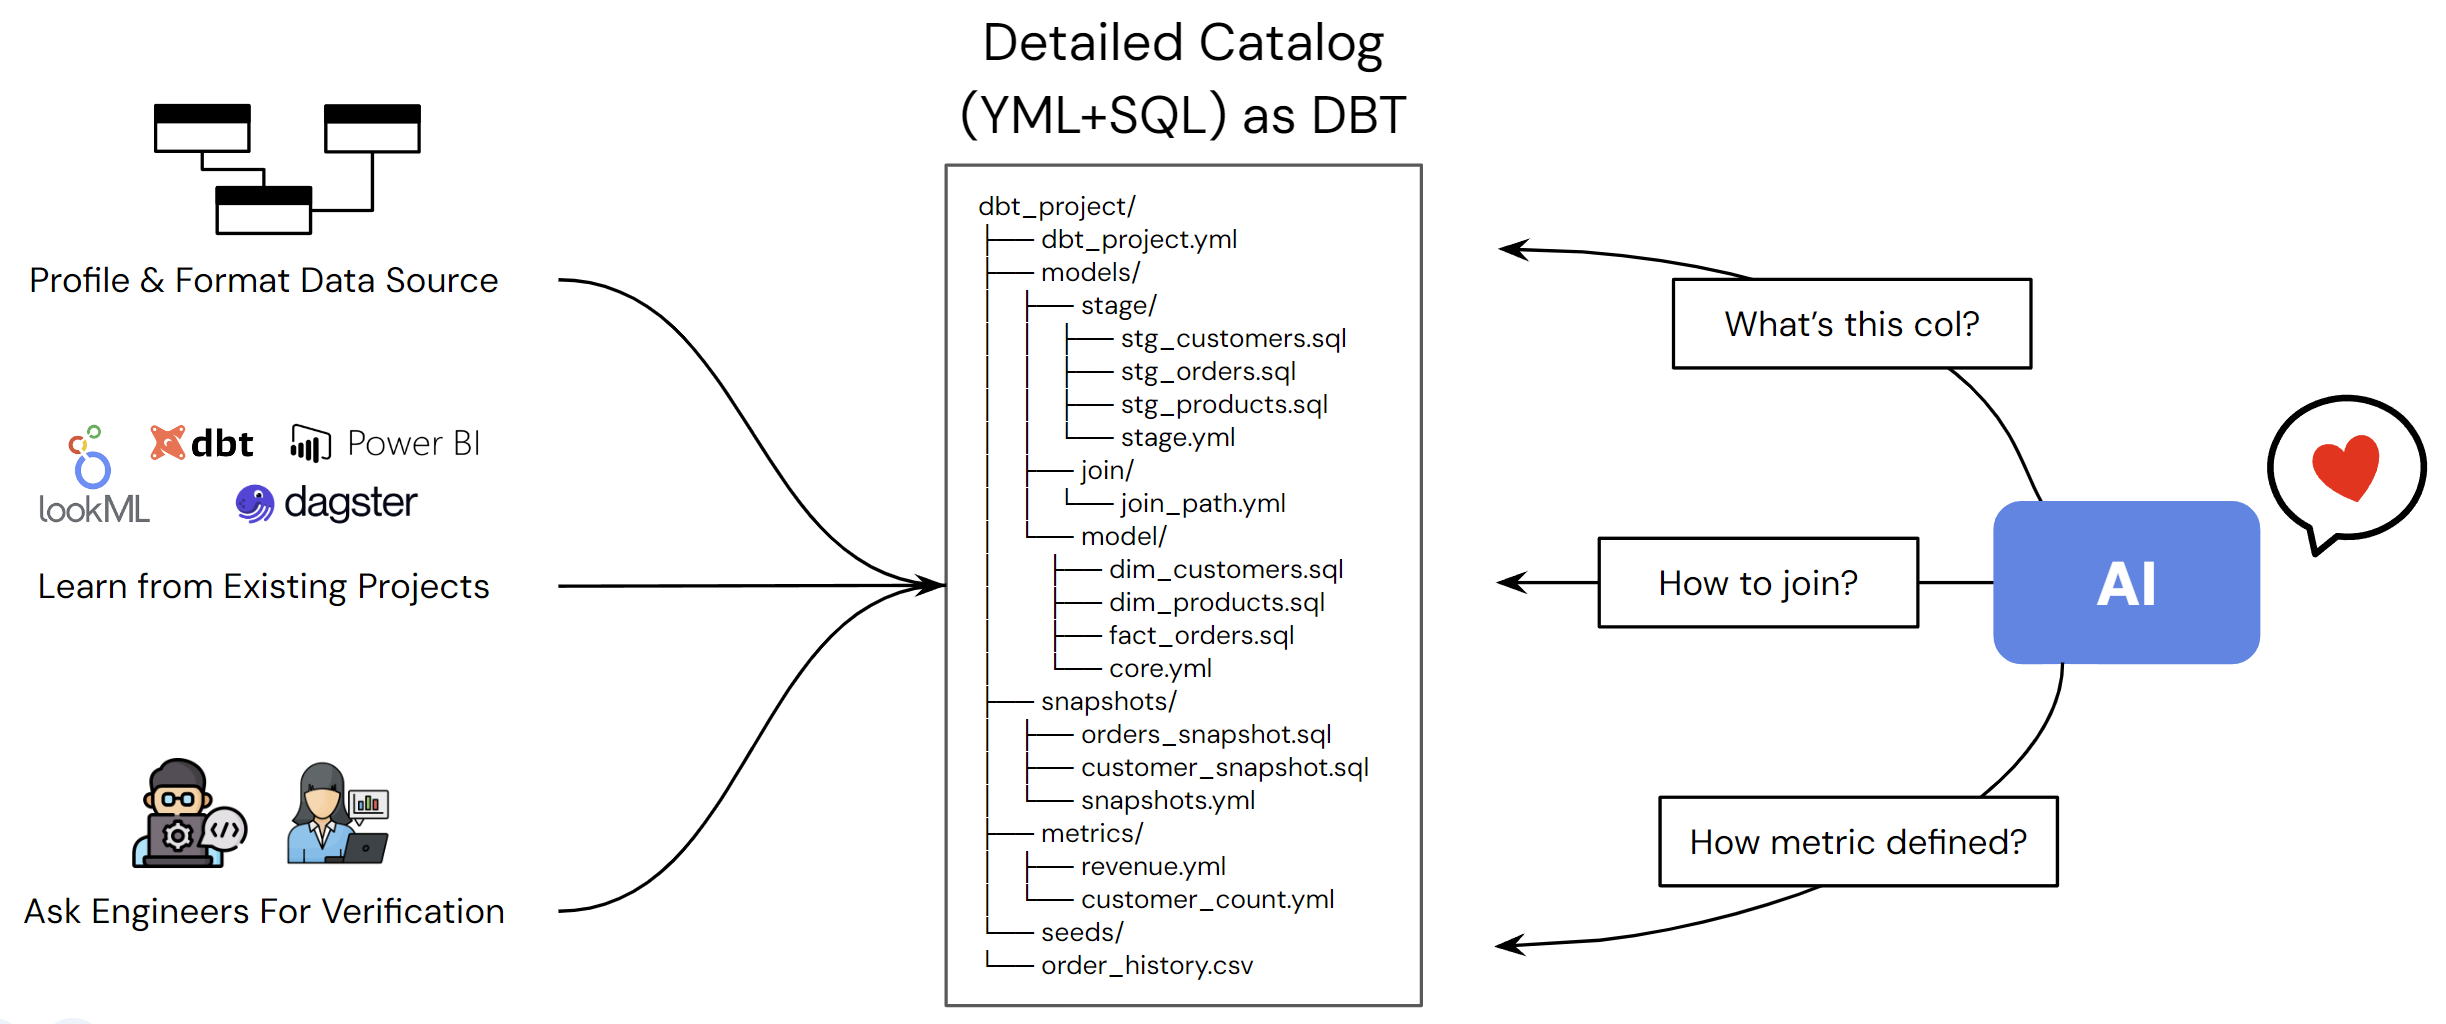 Detailed Catalog
(YML+SQL) as DBT
Profile & Format Data Source
lookML
dbt
Power BI
dagster
Learn from Existing Projects
Ask Engineers For Verification
dbt_project/
├── dbt_project.yml
├── models/
│   ├── stage/
│   │   ├── stg_customers.sql
│   │   ├── stg_orders.sql
│   │   ├── stg_products.sql
│   │   └── stage.yml
│   ├── join/
│   │   └── join_path.yml
│   └── model/
│       ├── dim_customers.sql
│       ├── dim_products.sql
│       ├── fact_orders.sql
│       └── core.yml
├── snapshots/
│   ├── orders_snapshot.sql
│   ├── customer_snapshot.sql
│   └── snapshots.yml
├── metrics/
│   ├── revenue.yml
│   └── customer_count.yml
└── seeds/
└── order_history.csv
What's this col?
How to join?
How metric defined?
AI